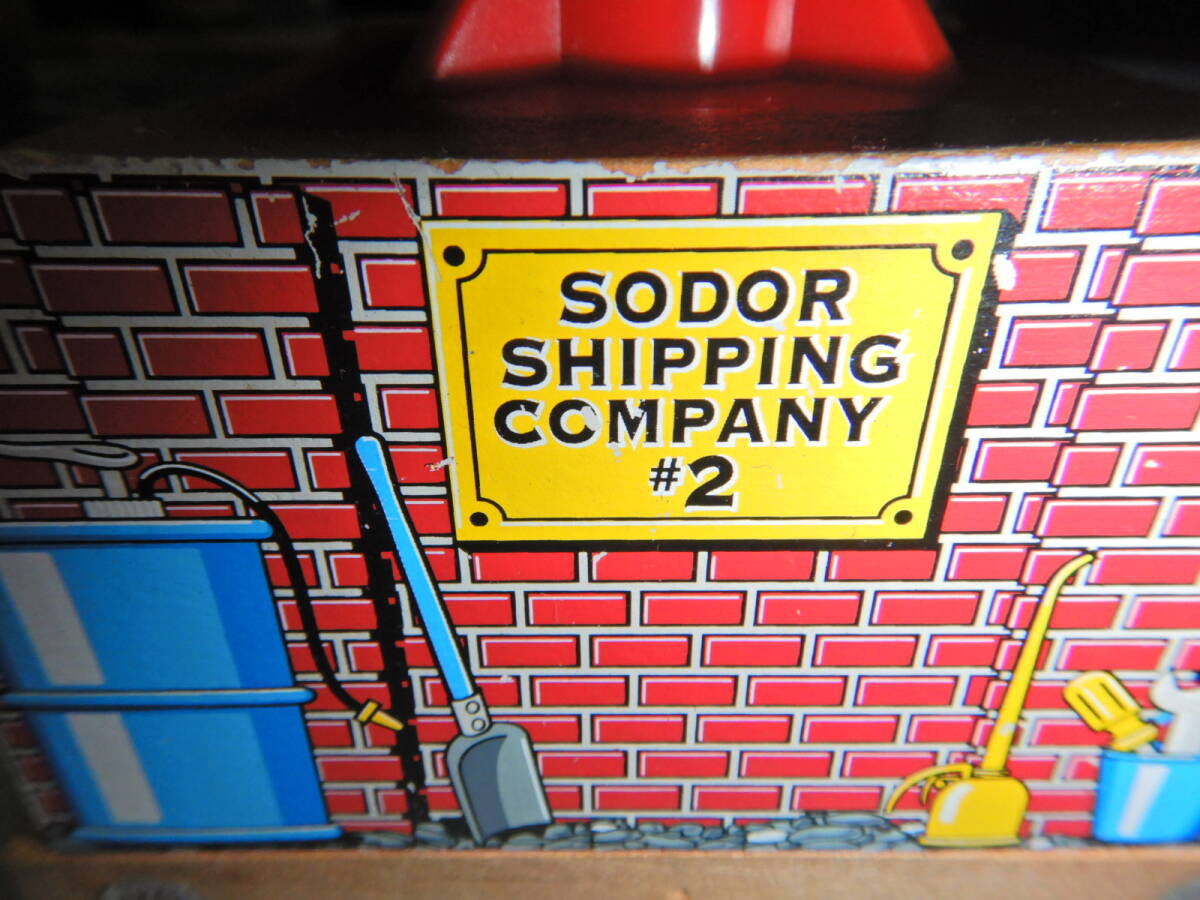 SODOR
SHIPPING
COMPANY
#2